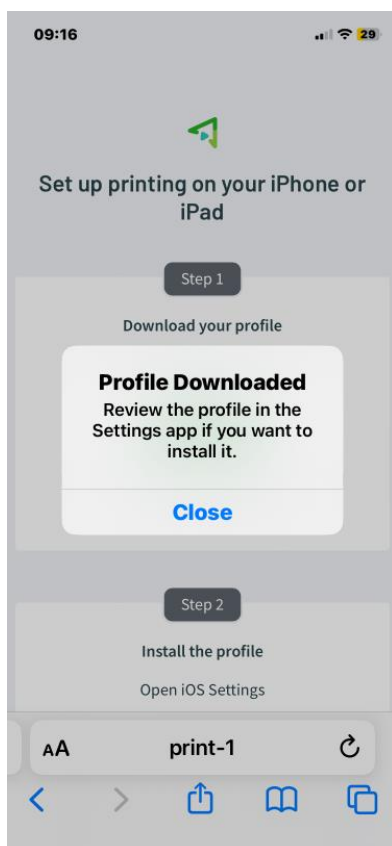 09:16
29
Set up printing on your iPhone or
iPad
Step 1
Download your profile
Profile Downloaded
Review the profile in the
Settings app if you want to
install it.
Close
Step 2
Install the profile
Open iOS Settings
AA
print-1